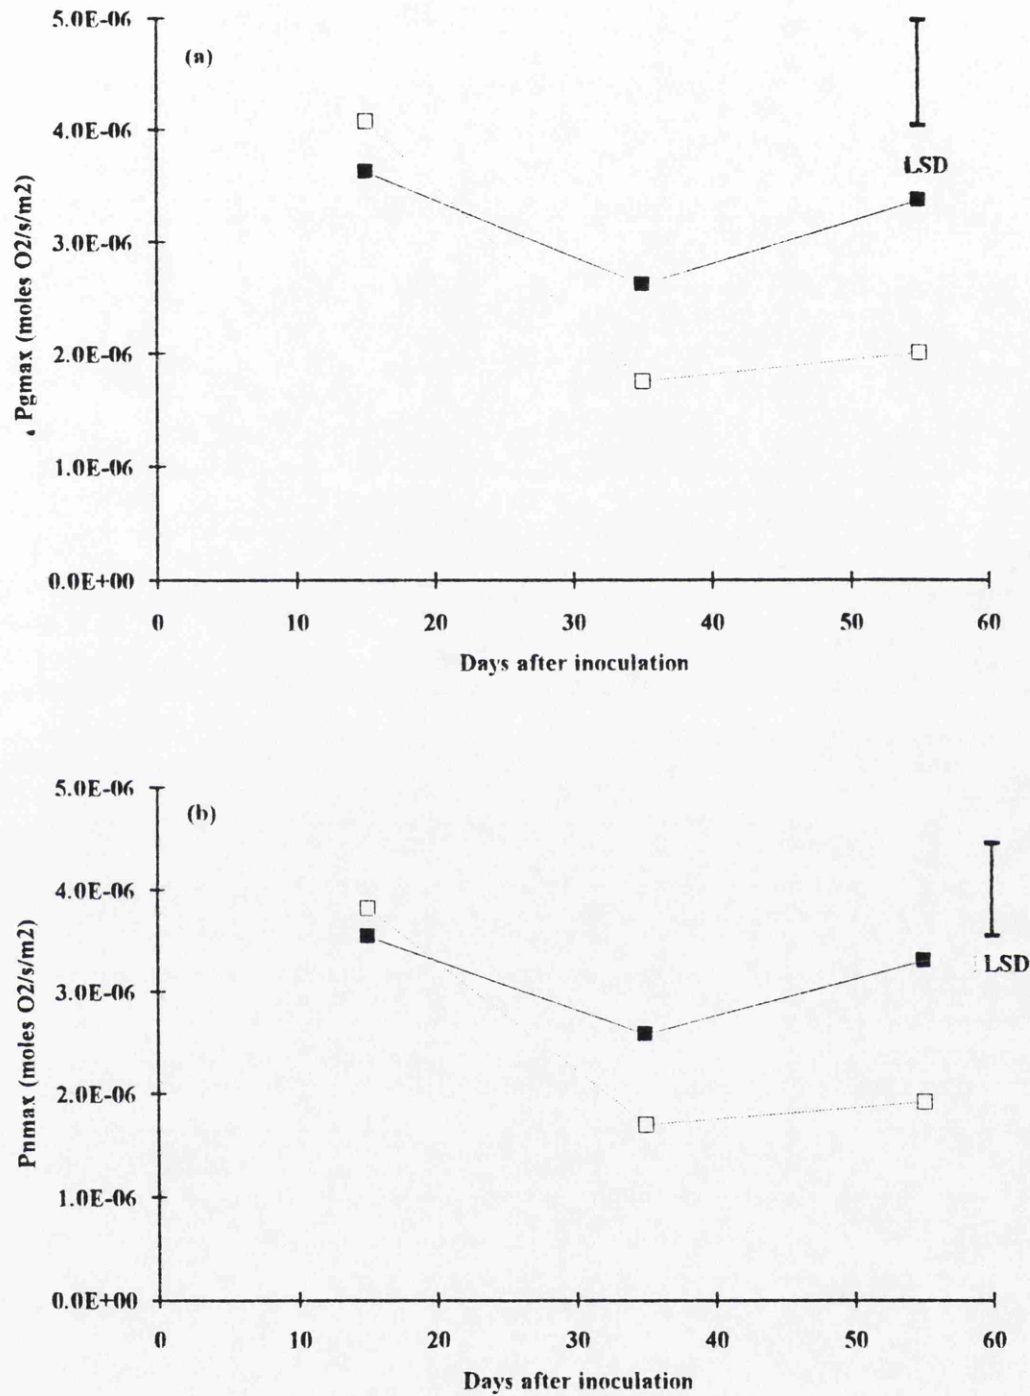 5.0E-06
(a)
4.0E-06
LSD
3.0E-06
2.0E-06
1.0E-06
0.0E+00
Pgmax (moles O2/s/m2)
0 10 20 30 40 50 60
Days after inoculation
5.0E-06
(b)
4.0E-06
3.0E-06
LSD
2.0E-06
1.0E-06
0.0E+00
Pnmax (moles O2/s/m2)
0 10 20 30 40 50 60
Days after inoculation